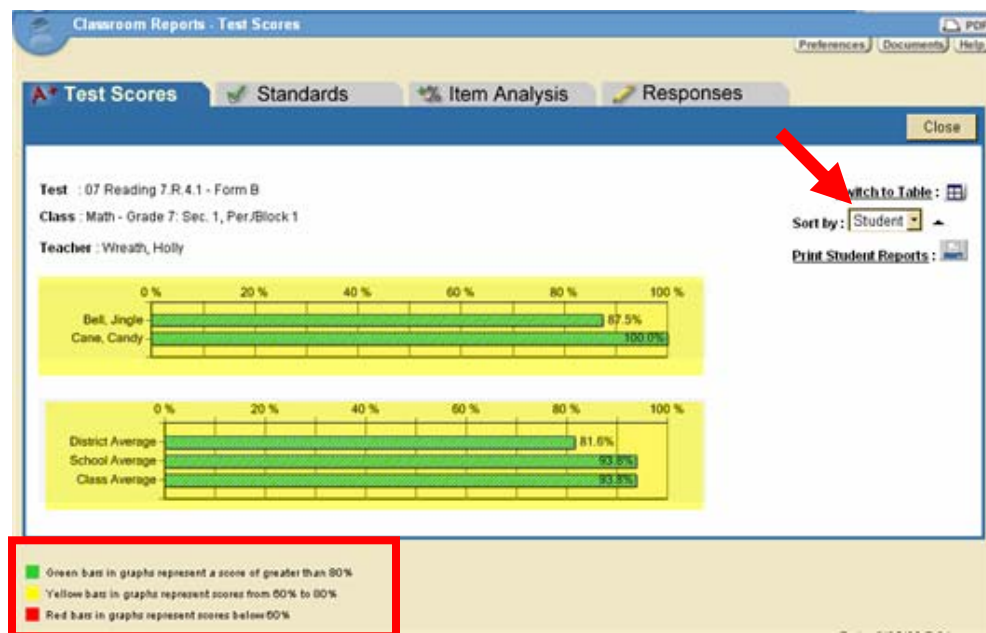 Classroom Reports - Test Scores
PDF
Preferences Documents Help
A+ Test Scores Standards Item Analysis Responses
Close
Test : 07 Reading 7.R.4.1 - Form B
Class : Math - Grade 7: Sec. 1, Per./Block 1
Teacher : Wreath, Holly
to Table :
Sort by : Student
Print Student Reports :
0 % 20 % 40 % 60 % 80 % 100 %
Bell, Jingle 87.5%
Cane, Candy 100.0%
0 % 20 % 40 % 60 % 80 % 100 %
District Average 81.6%
School Average 93.8%
Class Average 93.8%
Green bars in graphs represent a score of greater than 80%
Yellow bars in graphs represent scores from 60% to 80%
Red bars in graphs represent scores below 60%